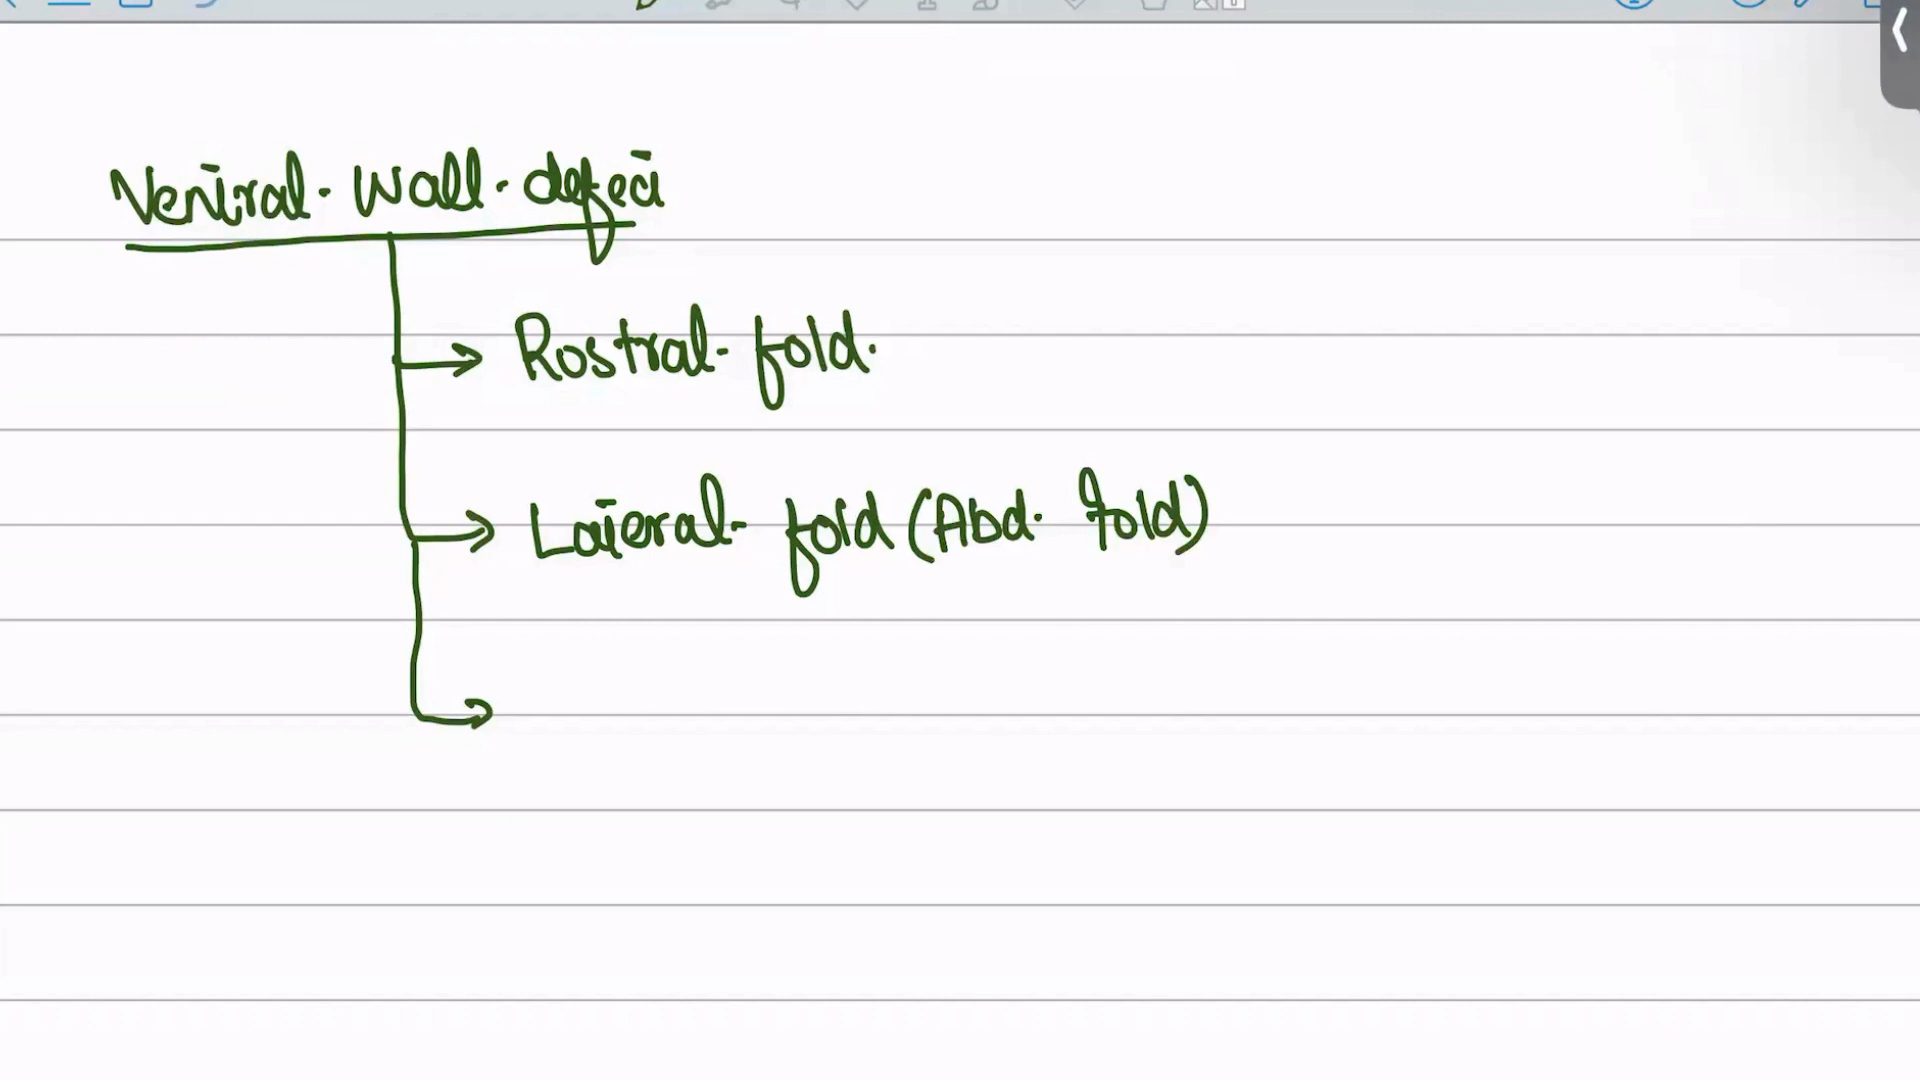 Ventral. Wall. defect
Rostral. fold.
Lateral. fold (Abd. fold)